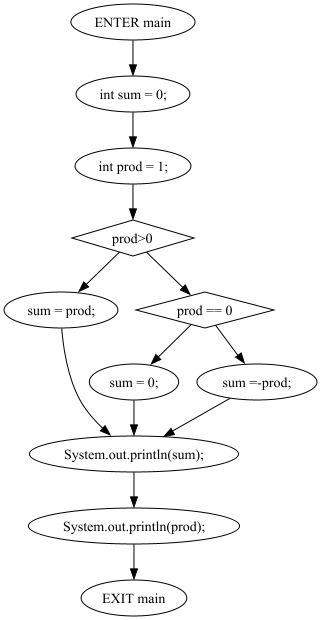 ENTER main
int sum = 0;
int prod = 1;
prod>0
sum = prod;
prod == 0
sum = 0;
sum =-prod;
System.out.println(sum);
System.out.println(prod);
EXIT main